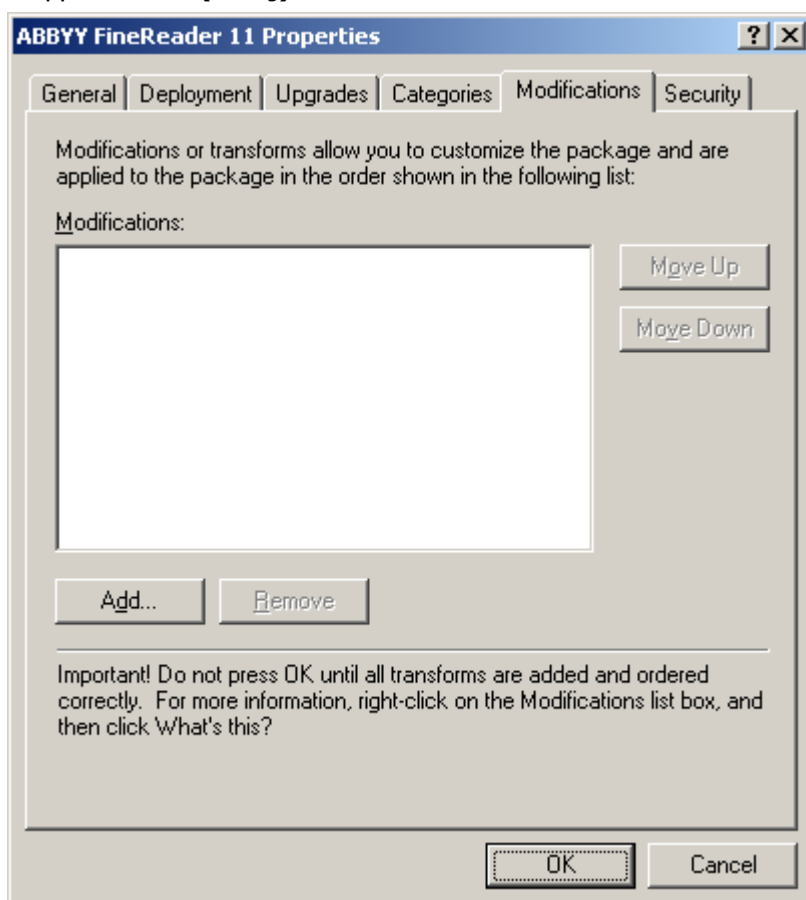 ABBYY FineReader 11 Properties
General Deployment Upgrades Categories Modifications Security
Modifications or transforms allow you to customize the package and are
applied to the package in the order shown in the following list:
Modifications:
Move Up
Move Down
Add... Remove
Important! Do not press OK until all transforms are added and ordered
correctly. For more information, right-click on the Modifications list box, and
then click What's this?
OK Cancel